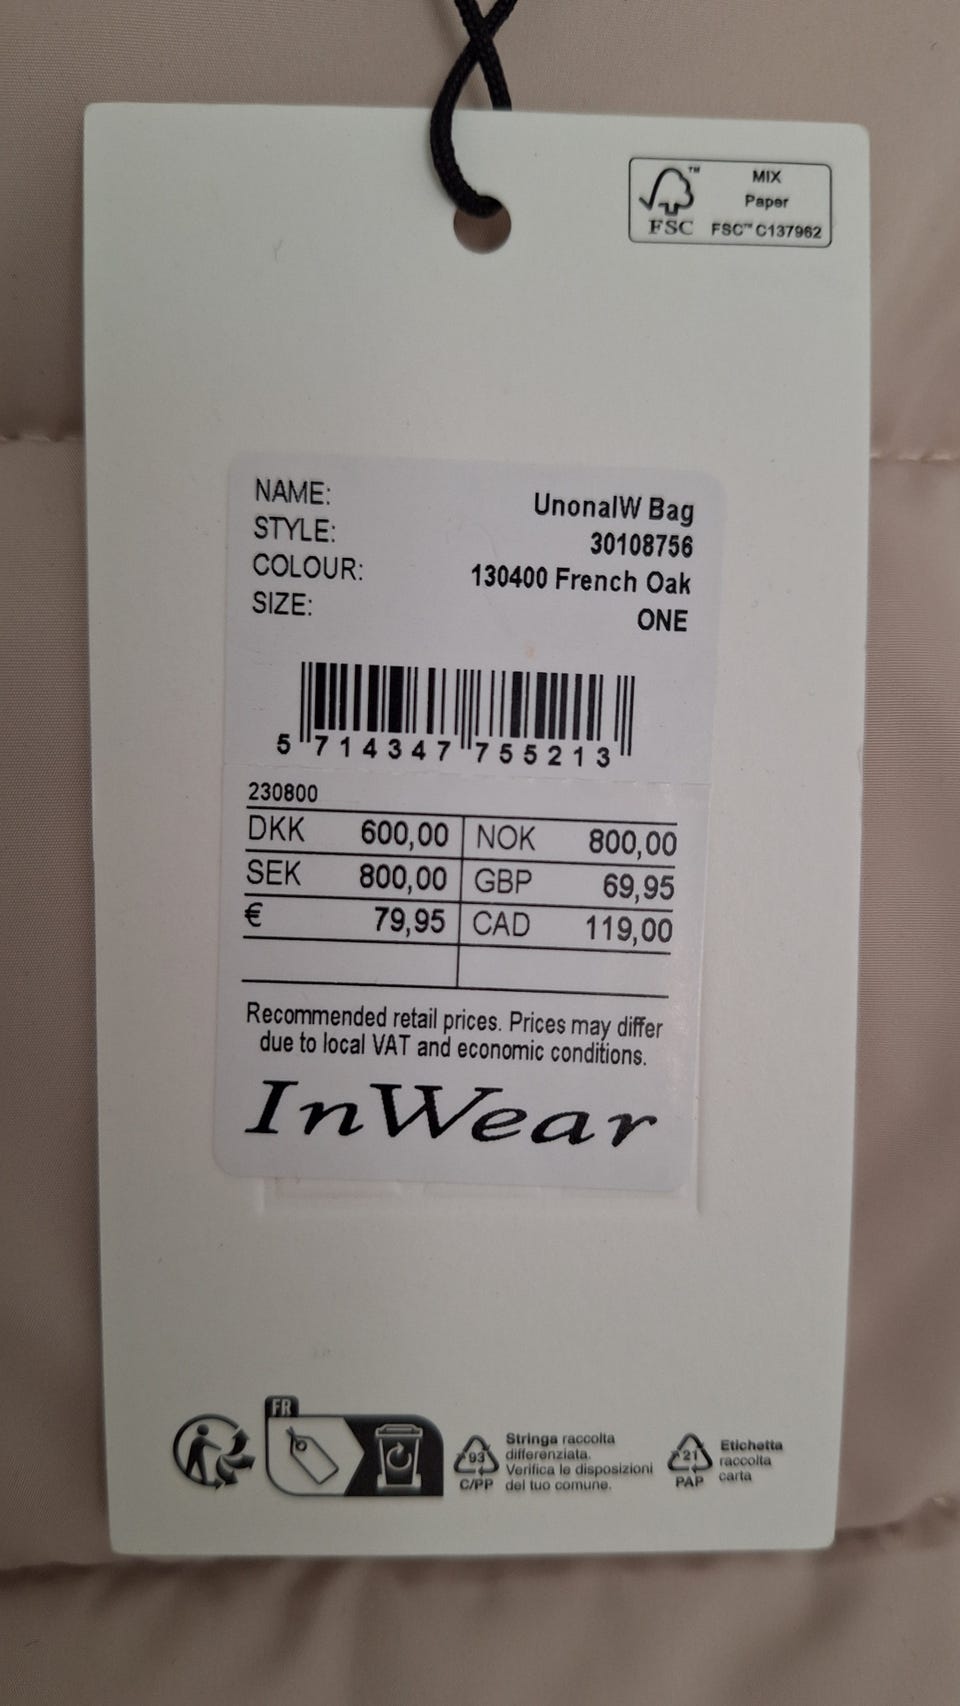 MIX
Paper
FSC™ FSC™ C137962
NAME: UnonaIW Bag
STYLE: 30108756
COLOUR: 130400 French Oak
SIZE: ONE
5 714347 755213
230800
DKK 600,00 NOK 800,00
SEK 800,00 GBP 69,95
€ 79,95 CAD 119,00
Recommended retail prices. Prices may differ
due to local VAT and economic conditions.
InWear
FR
93
C/PP
Stringa raccolta
differenziata.
Verifica le disposizioni
del tuo comune.
21
PAP
Etichetta
raccolta
carta